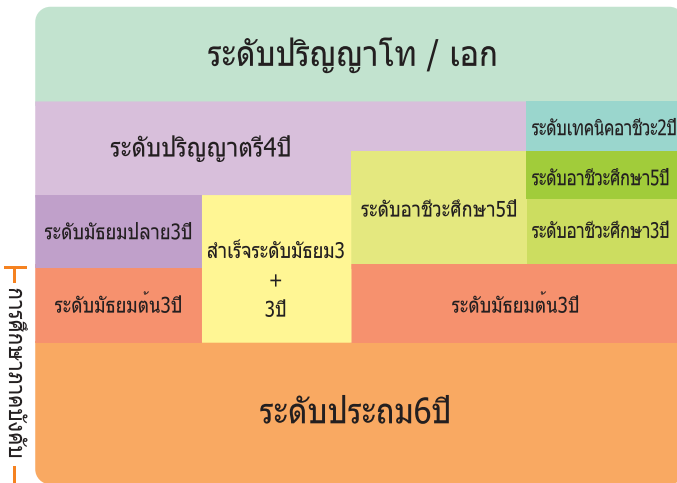 ระดับปริญญาโท / เอก
ระดับปริญญาตรี4ปี
ระดับเทคนิคอาชีวะ2ปี
ระดับอาชีวะศึกษา5ปี
ระดับอาชีวะศึกษา5ปี
ระดับมัธยมปลาย3ปี
สำเร็จระดับมัธยม3
+
3ปี
ระดับอาชีวะศึกษา3ปี
ระดับมัธยมต้น3ปี
ระดับมัธยมต้น3ปี
การศึกษาภาคบังคับ
ระดับประถม6ปี